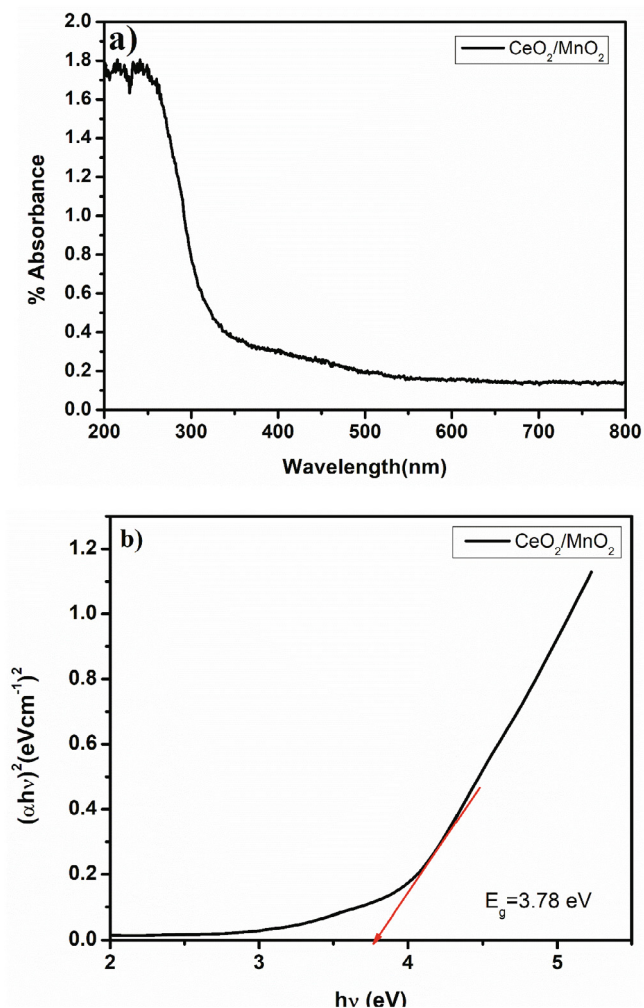 a)
CeO₂/MnO₂
2.0
1.8
1.6
1.4
1.2
1.0
0.8
0.6
0.4
0.2
0.0
% Absorbance
200 300 400 500 600 700 800
Wavelength(nm)
b)
CeO₂/MnO₂
1.2
1.0
0.8
0.6
0.4
0.2
0.0
(αhν)²(eVcm⁻¹)²
E_g=3.78 eV
2 3 4 5
hν (eV)